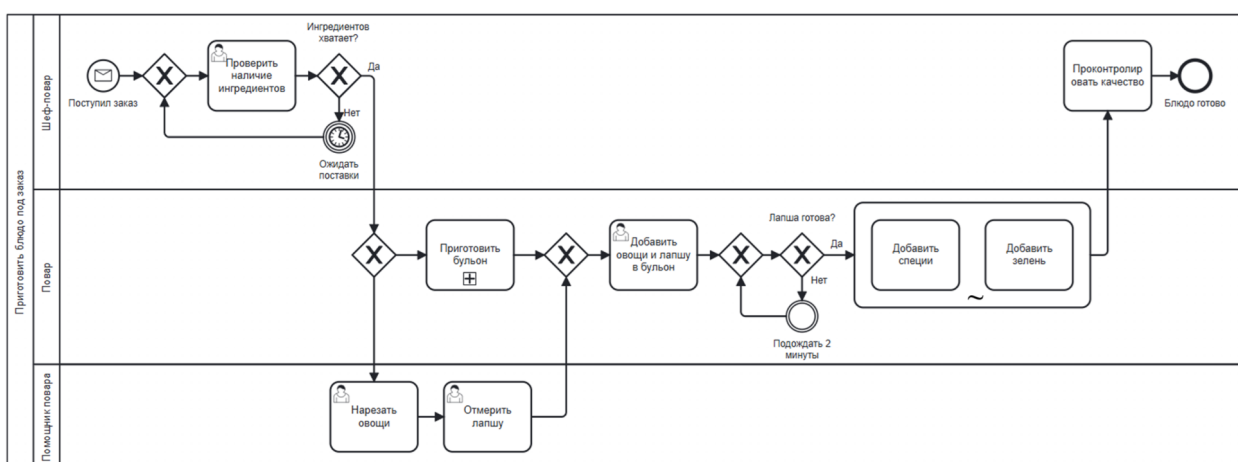 Приготовить блюдо под заказ
Шеф-повар
Поступил заказ
Проверить
наличие
ингредиентов
Ингредиентов
хватает?
Да
Нет
Ожидать
поставки
Проконтролир
овать качество
Блюдо готово
Повар
Приготовить
бульон
Добавить
овощи и лапшу
в бульон
Лапша готова?
Да
Нет
Подождать 2
минуты
Добавить
специи
Добавить
зелень
~
Помощник повара
Нарезать
овощи
Отмерить
лапшу